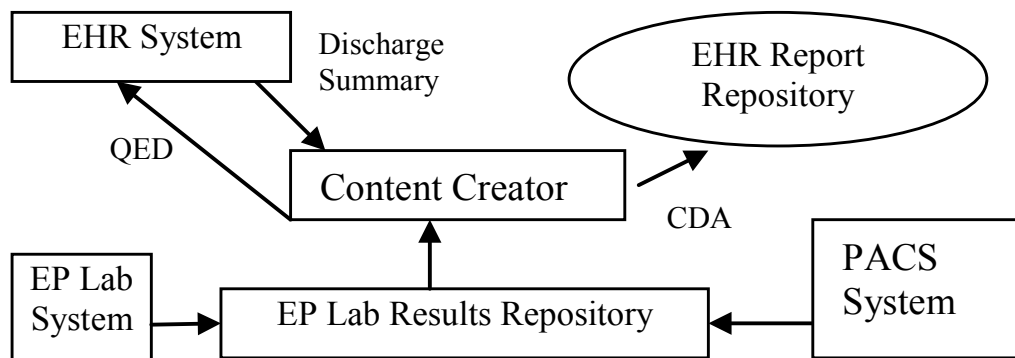 EHR System
Discharge
Summary
EHR Report
Repository
QED
Content Creator
CDA
EP Lab
System
EP Lab Results Repository
PACS
System